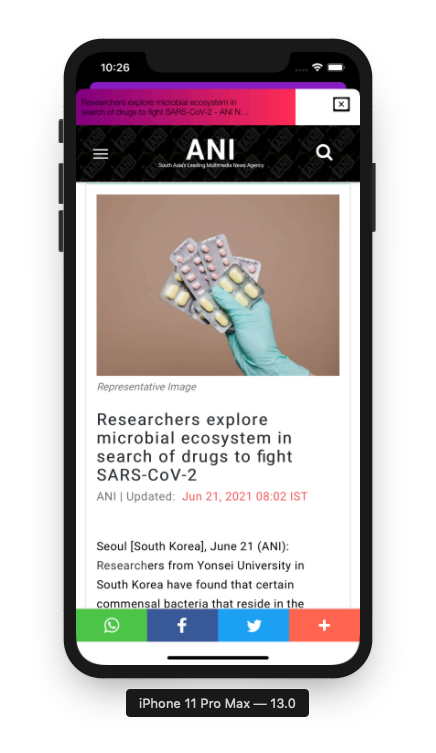 10:26
Researchers explore microbial ecosystem in
search of drugs to fight SARS-CoV-2 - ANI N...
ANI
South Asia's Leading Multimedia News Agency
Representative Image
Researchers explore
microbial ecosystem in
search of drugs to fight
SARS-CoV-2
ANI | Updated: Jun 21, 2021 08:02 IST
Seoul [South Korea], June 21 (ANI):
Researchers from Yonsei University in
South Korea have found that certain
commensal bacteria that reside in the
iPhone 11 Pro Max — 13.0